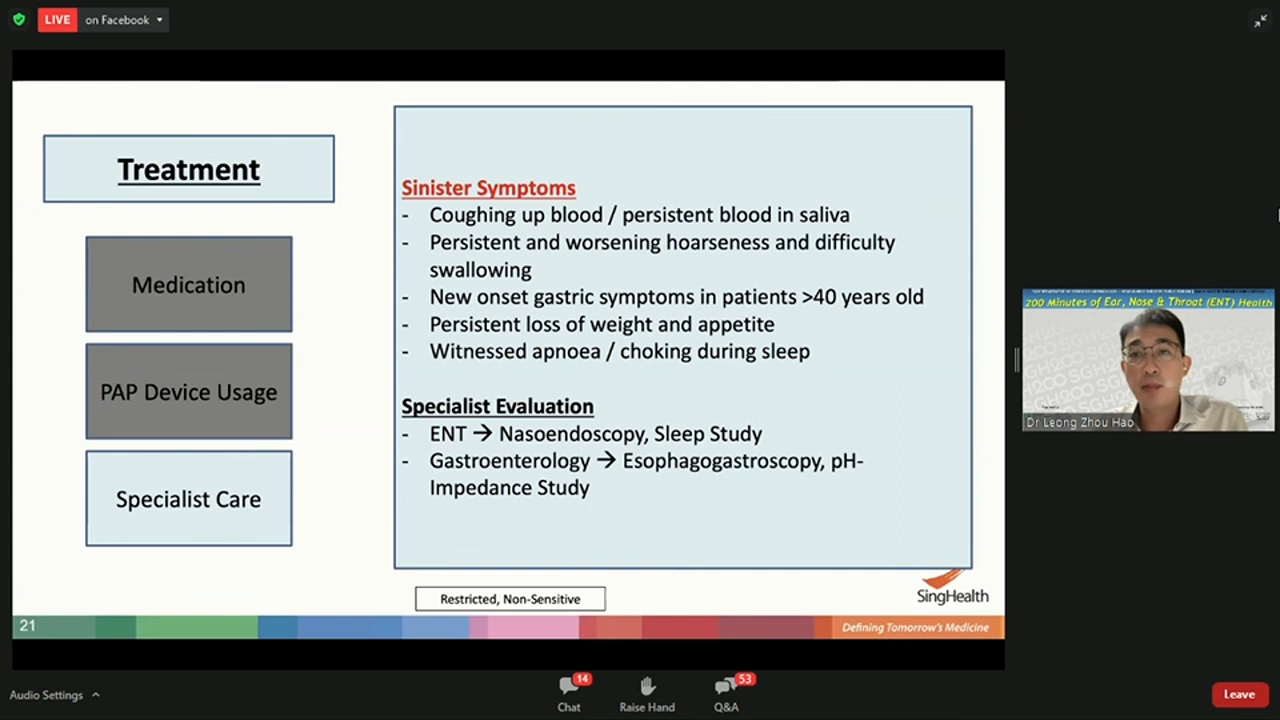 LIVE on Facebook
Treatment
Medication
PAP Device Usage
Specialist Care
Sinister Symptoms
- Coughing up blood / persistent blood in saliva
- Persistent and worsening hoarseness and difficulty
swallowing
- New onset gastric symptoms in patients >40 years old
- Persistent loss of weight and appetite
- Witnessed apnoea / choking during sleep
Specialist Evaluation
- ENT → Nasoendoscopy, Sleep Study
- Gastroenterology → Esophagogastroscopy, pH-
Impedance Study
Restricted, Non-Sensitive
SingHealth
21
Defining Tomorrow's Medicine
200 Minutes of Ear, Nose & Throat (ENT) Health
Dr Leong Zhou Hao
Audio Settings
14
Chat
Raise Hand
53
Q&A
Leave